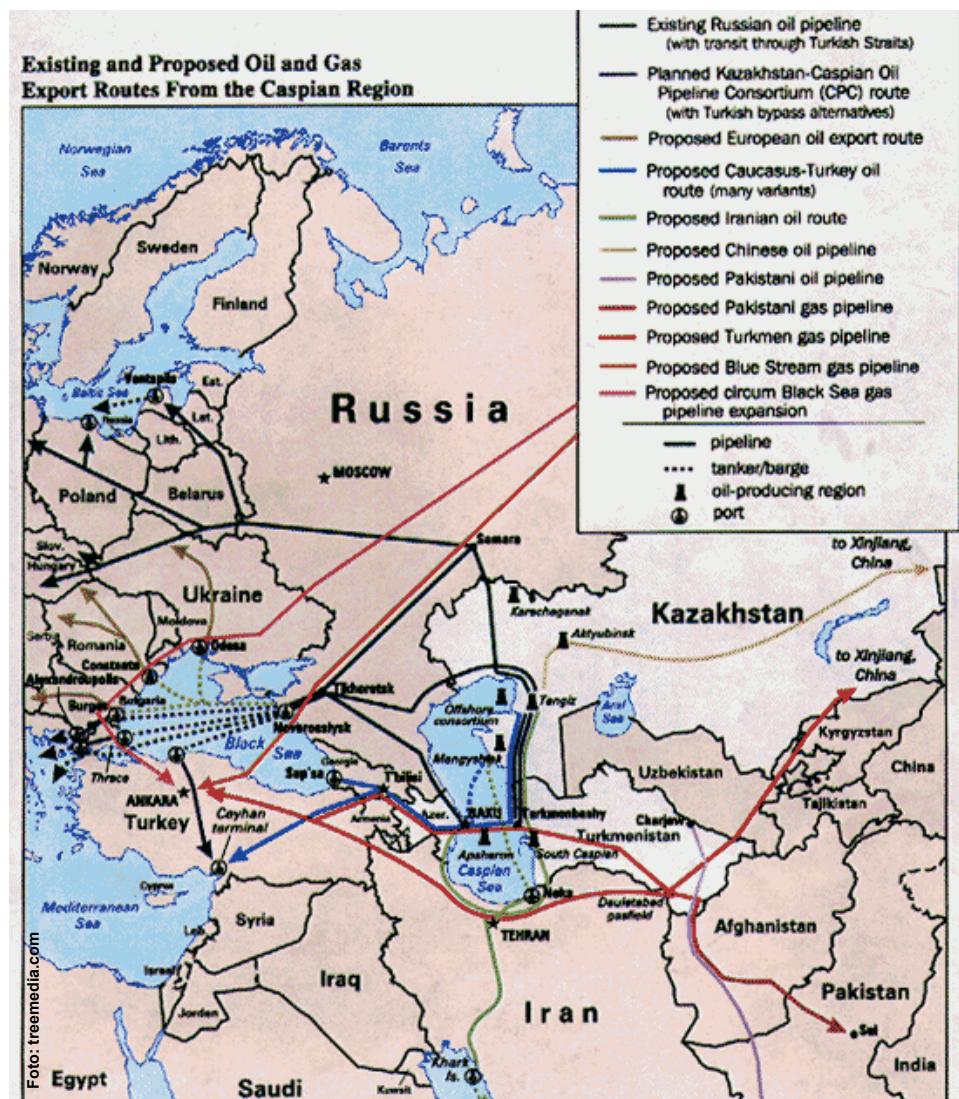 Existing and Proposed Oil and Gas
Export Routes From the Caspian Region
Existing Russian oil pipeline
(with transit through Turkish Straits)
Planned Kazakhstan-Caspian Oil
Pipeline Consortium (CPC) route
(with Turkish bypass alternatives)
Proposed European oil export route
Proposed Caucasus-Turkey oil
route (many variants)
Proposed Iranian oil route
Proposed Chinese oil pipeline
Proposed Pakistani oil pipeline
Proposed Pakistani gas pipeline
Proposed Turkmen gas pipeline
Proposed Blue Stream gas pipeline
Proposed circum Black Sea gas
pipeline expansion
pipeline
tanker/barge
oil-producing region
port
Norwegian
Sea
Barents
Sea
Sweden
Norway
Finland
Ventspils
Baltic Sea
Est.
Russia
Lat.
Russia
Lith.
MOSCOW
Poland
Belarus
Slov.
Hungary
Samara
to Xinjiang,
China
Ukraine
Karachaganak
Kazakhstan
Moldova
Aktyubinsk
Serbia
Romania
Odesa
to Xinjiang,
China
Constanta
Alexandroupolis
Burgas
Bulgaria
Tikhoretsk
Tengiz
Offshore
consortium
Aral
Sea
Novorossiysk
Black
Sea
Kyrgyzstan
Mangyshlak
Georgia
Thrace
Sup'sa
T'bilisi
Uzbekistan
China
ANKARA
Turkey
Ceyhan
terminal
Armenia
Azer.
BAKU
Turkmenbashy
Charjew
Tajikistan
Turkmenistan
Apsheron
South Caspian
Caspian
Sea
Cyprus
Neka
Dauletabad
gasfield
Mediterranean
Sea
Syria
Leb.
TEHRAN
Afghanistan
Israel
Iraq
Jordan
Iran
Pakistan
Sui
Khark
Is.
Egypt
Saudi
Kuwait
India
Foto: treemedia.com